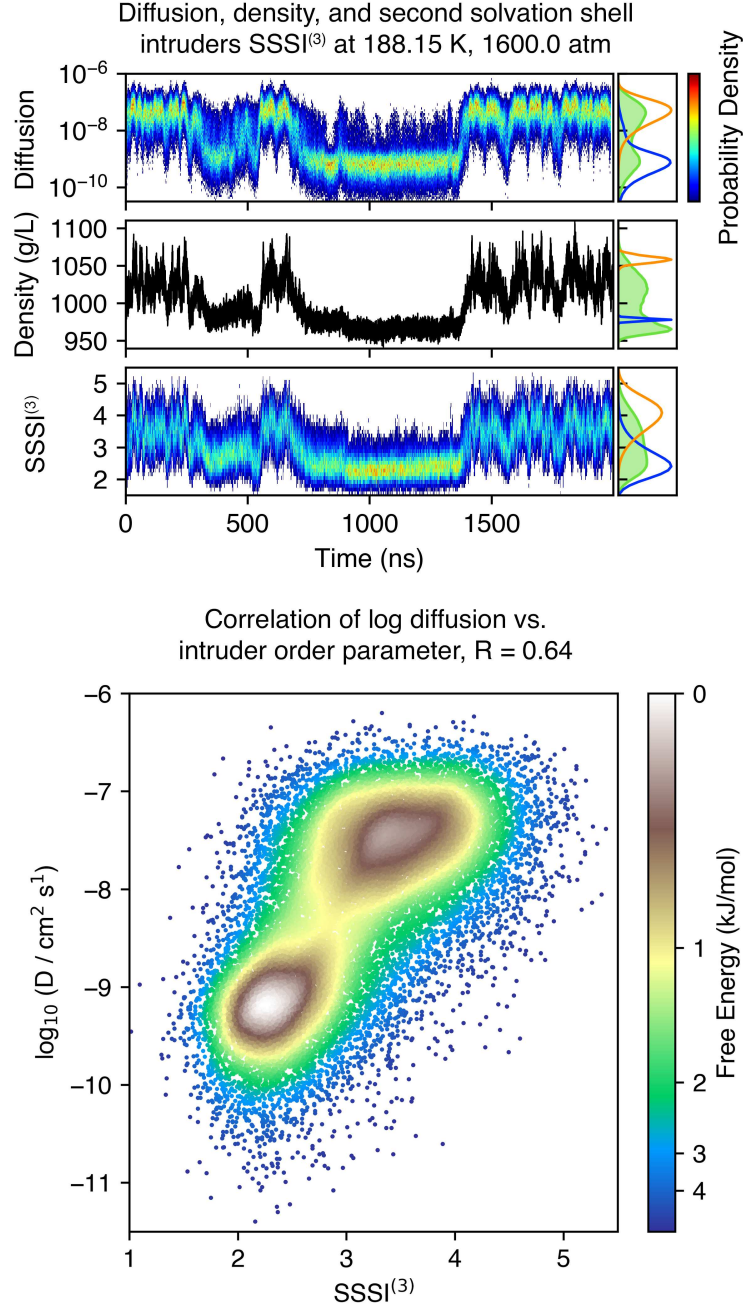 Diffusion, density, and second solvation shell
intruders SSSI⁽³⁾ at 188.15 K, 1600.0 atm
Diffusion
10⁻⁶
10⁻⁸
10⁻¹⁰
Probability Density
Density (g/L)
1100
1050
1000
950
SSSI⁽³⁾
5
4
3
2
0
500
1000
1500
Time (ns)
Correlation of log diffusion vs.
intruder order parameter, R = 0.64
log₁₀ (D / cm² s¹)
−6
−7
−8
−9
−10
−11
1
2
3
4
5
SSSI⁽³⁾
0
1
2
3
4
Free Energy (kJ/mol)